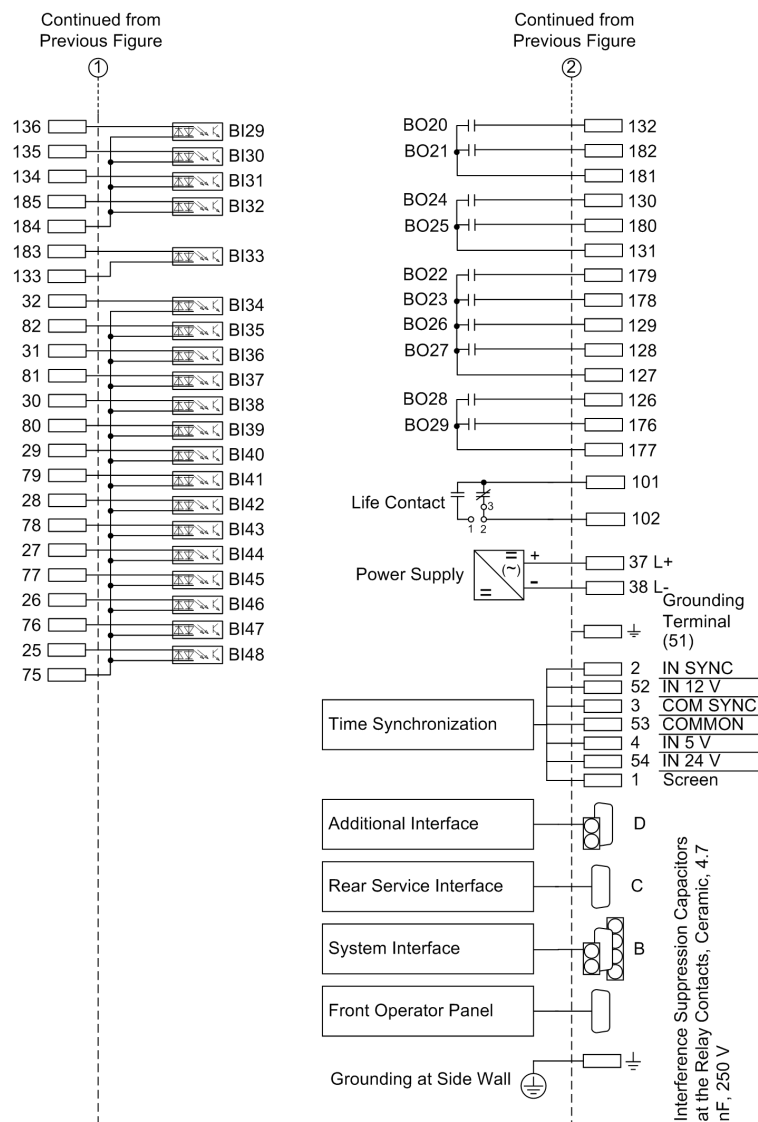 Continued from
Previous Figure
1
136
BI29
135
BI30
134
BI31
185
BI32
184
183
BI33
133
32
BI34
82
BI35
31
BI36
81
BI37
30
BI38
80
BI39
29
BI40
79
BI41
28
BI42
78
BI43
27
BI44
77
BI45
26
BI46
76
BI47
25
BI48
75
Continued from
Previous Figure
2
BO20 132
BO21 182
181
BO24 130
BO25 180
131
BO22 179
BO23 178
BO26 129
BO27 128
127
BO28 126
BO29 176
177
Life Contact
3
1 2
101
102
Power Supply
(~)
+
-
37 L+
38 L-
Grounding
Terminal
(51)
Time Synchronization
2 IN SYNC
52 IN 12 V
3 COM SYNC
53 COMMON
4 IN 5 V
54 IN 24 V
1 Screen
Additional Interface D
Rear Service Interface C
System Interface B
Front Operator Panel
Grounding at Side Wall
Interference Suppression Capacitors
at the Relay Contacts, Ceramic, 4.7
nF, 250 V